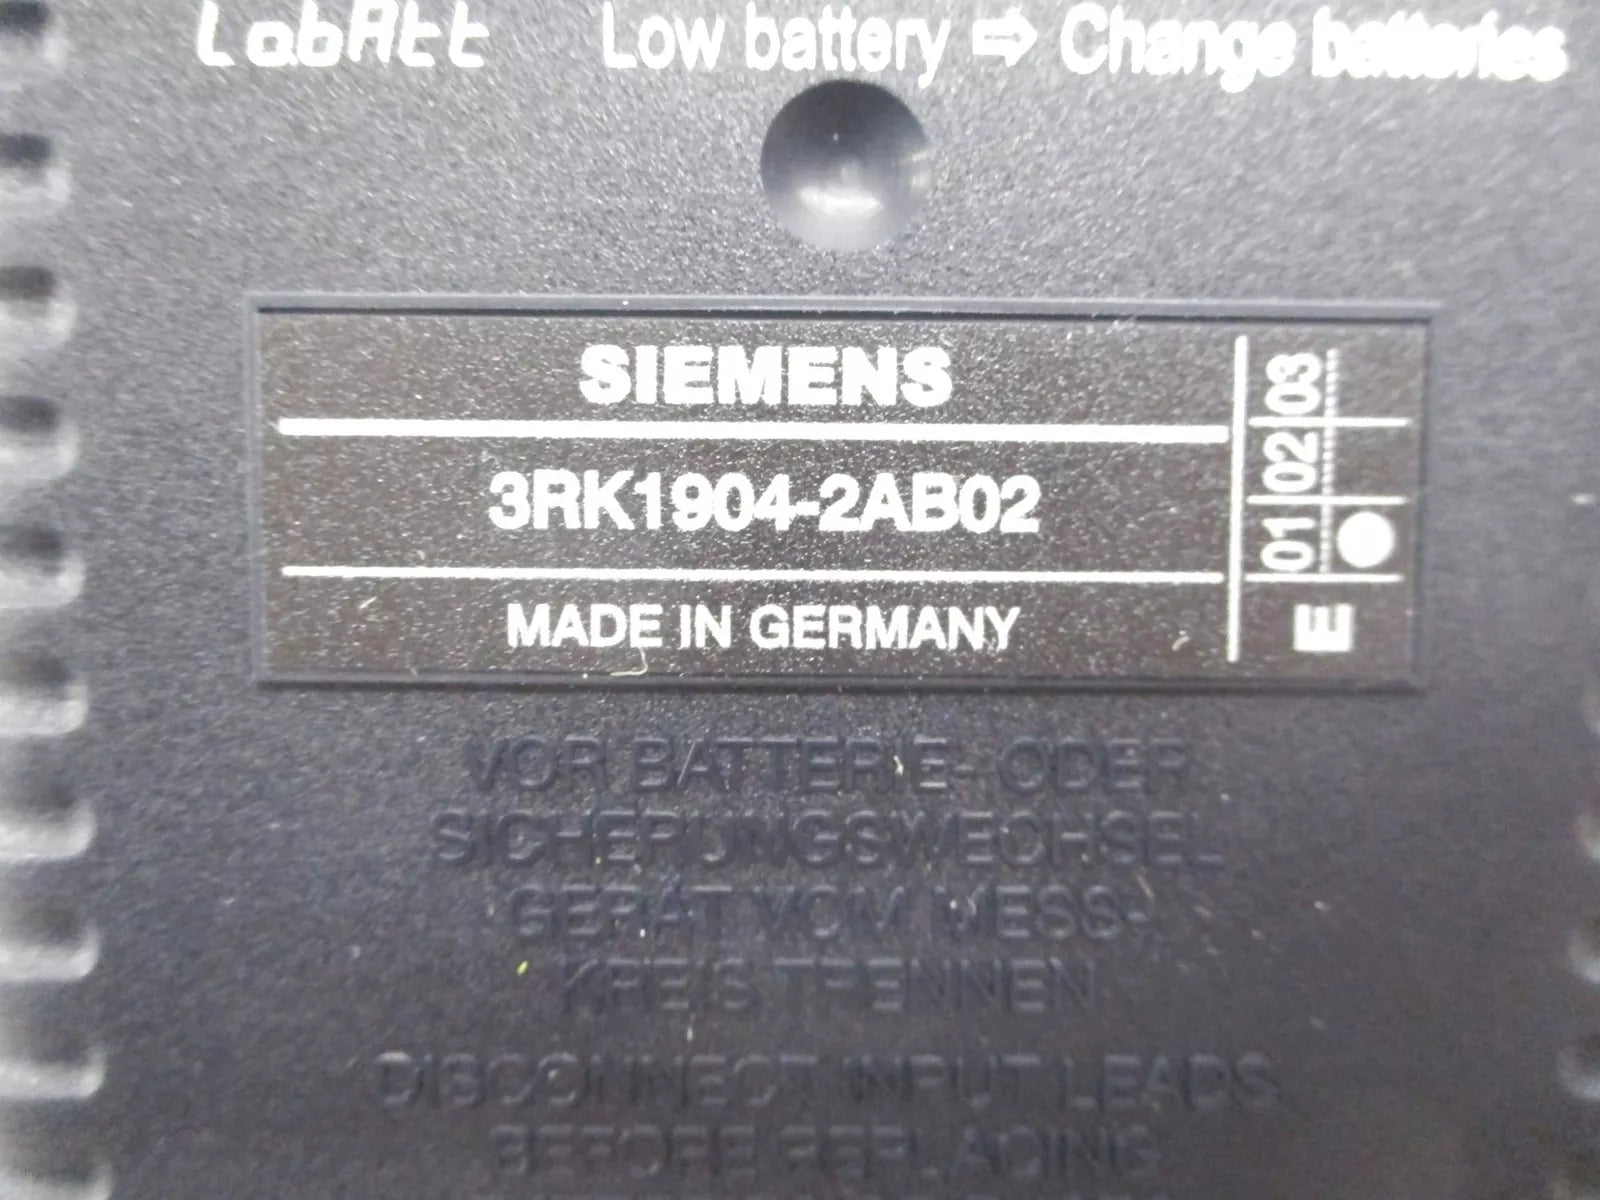 LobAtt Low battery ⇨ Change batteries
SIEMENS
3RK1904-2AB02
MADE IN GERMANY
E 01 02 03
VOR BATTERIE- ODER
SICHERUNGSWECHSEL
GERÄT VOM MESS-
KREIS TRENNEN
DISCONNECT INPUT LEADS
BEFORE REPLACING